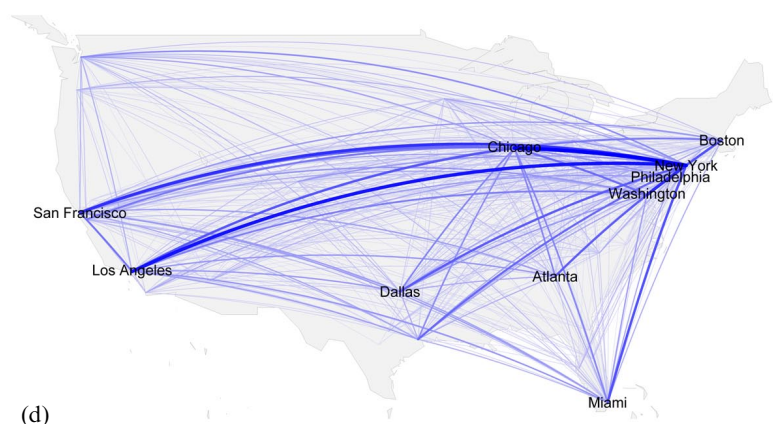 Boston
Chicago
New York
Philadelphia
Washington
San Francisco
Los Angeles
Atlanta
Dallas
Miami
(d)